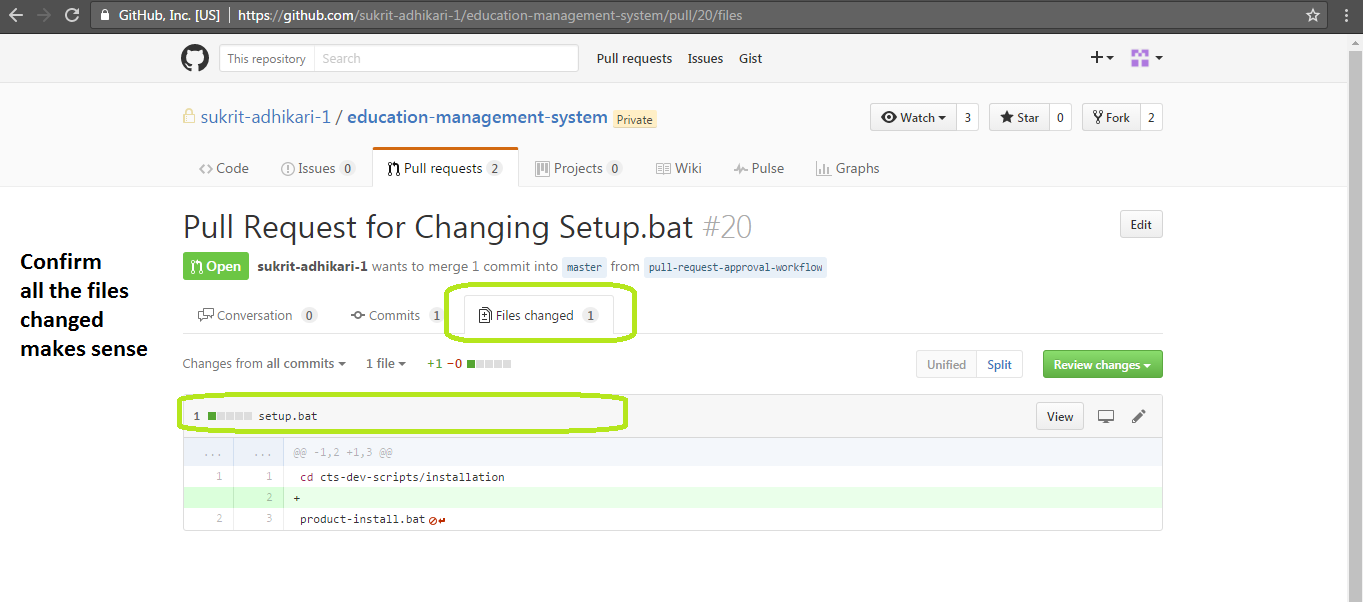 GitHub, Inc. [US] | https://github.com/sukrit-adhikari-1/education-management-system/pull/20/files
This repository Search Pull requests Issues Gist
sukrit-adhikari-1 / education-management-system Private
Watch 3 Star 0 Fork 2
Code Issues 0 Pull requests 2 Projects 0 Wiki Pulse Graphs
Pull Request for Changing Setup.bat #20
Edit
Open sukrit-adhikari-1 wants to merge 1 commit into master from pull-request-approval-workflow
Confirm
all the files
changed
makes sense
Conversation 0 Commits 1 Files changed 1
Changes from all commits 1 file +1 −0 Unified Split Review changes
1 setup.bat View
... ... @@ -1,2 +1,3 @@
1 1 cd cts-dev-scripts/installation
2 +
2 3 product-install.bat